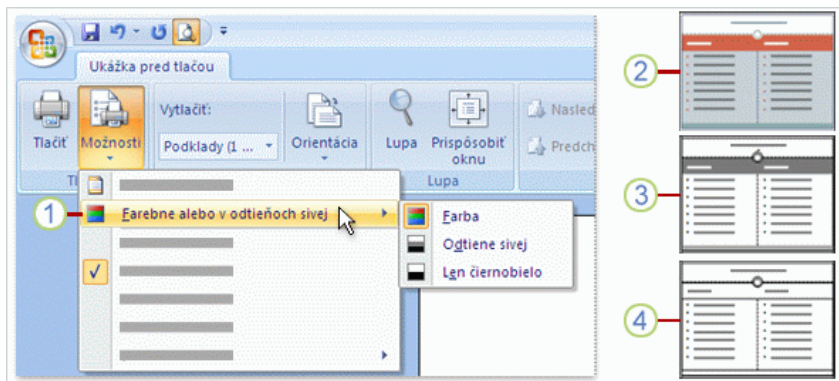 Ukážka pred tlačou
Tlačiť
Možnosti
Vytlačiť:
Podklady (1 ...
Orientácia
Lupa
Prispôsobiť
oknu
Nasled
Predch
Tl
Lupa
1
Farebne alebo v odtieňoch sivej
Farba
Odtiene sivej
Len čiernobielo
2
3
4